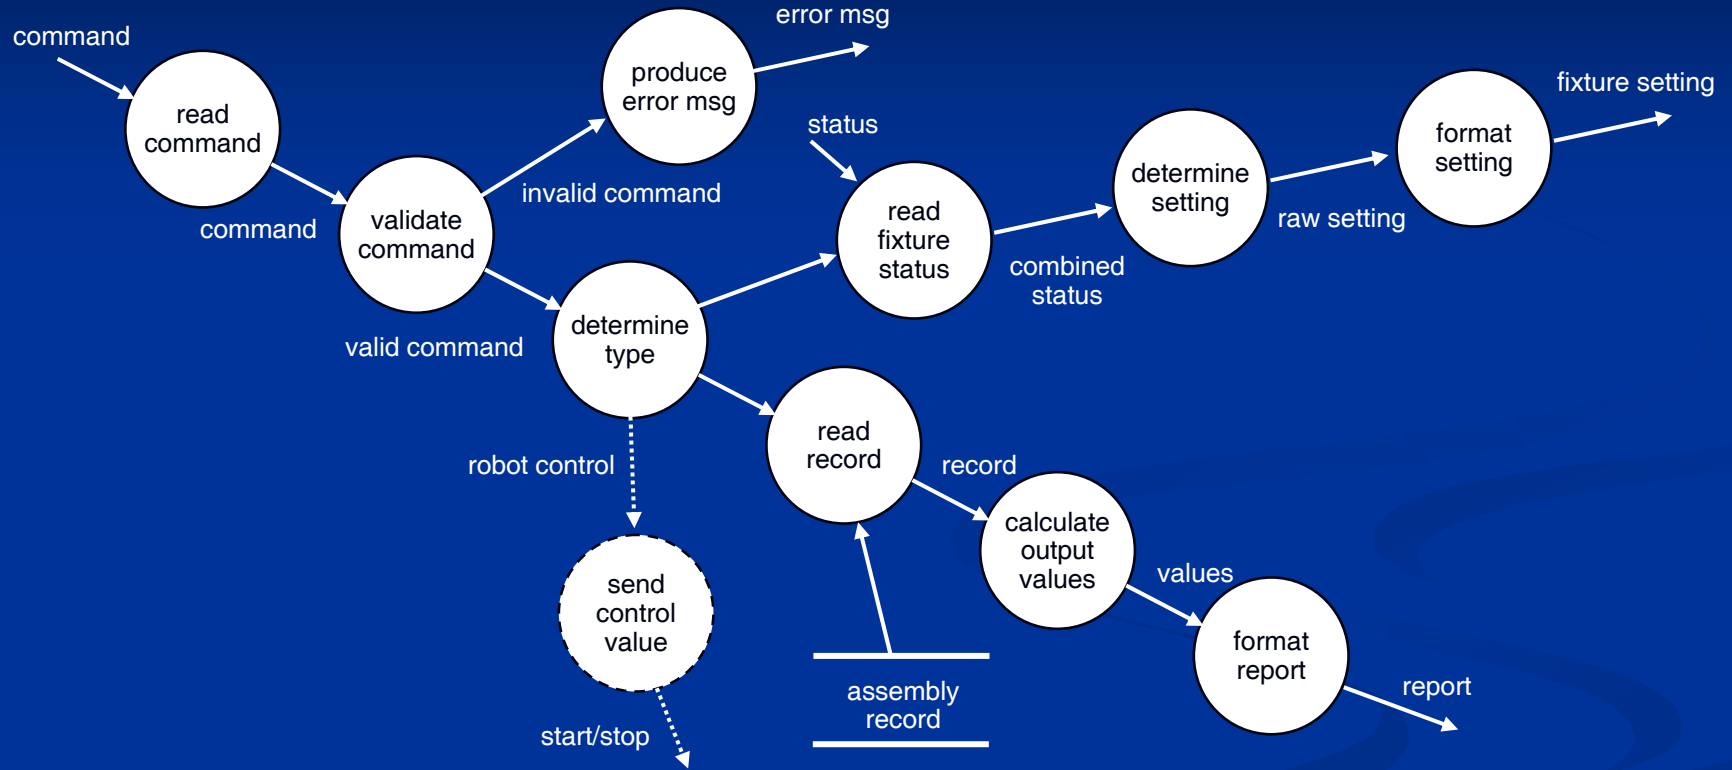 command
read
command
command
validate
command
produce
error msg
error msg
invalid command
valid command
determine
type
status
read
fixture
status
combined
status
determine
setting
raw setting
format
setting
fixture setting
robot control
send
control
value
start/stop
read
record
record
assembly
record
calculate
output
values
values
format
report
report